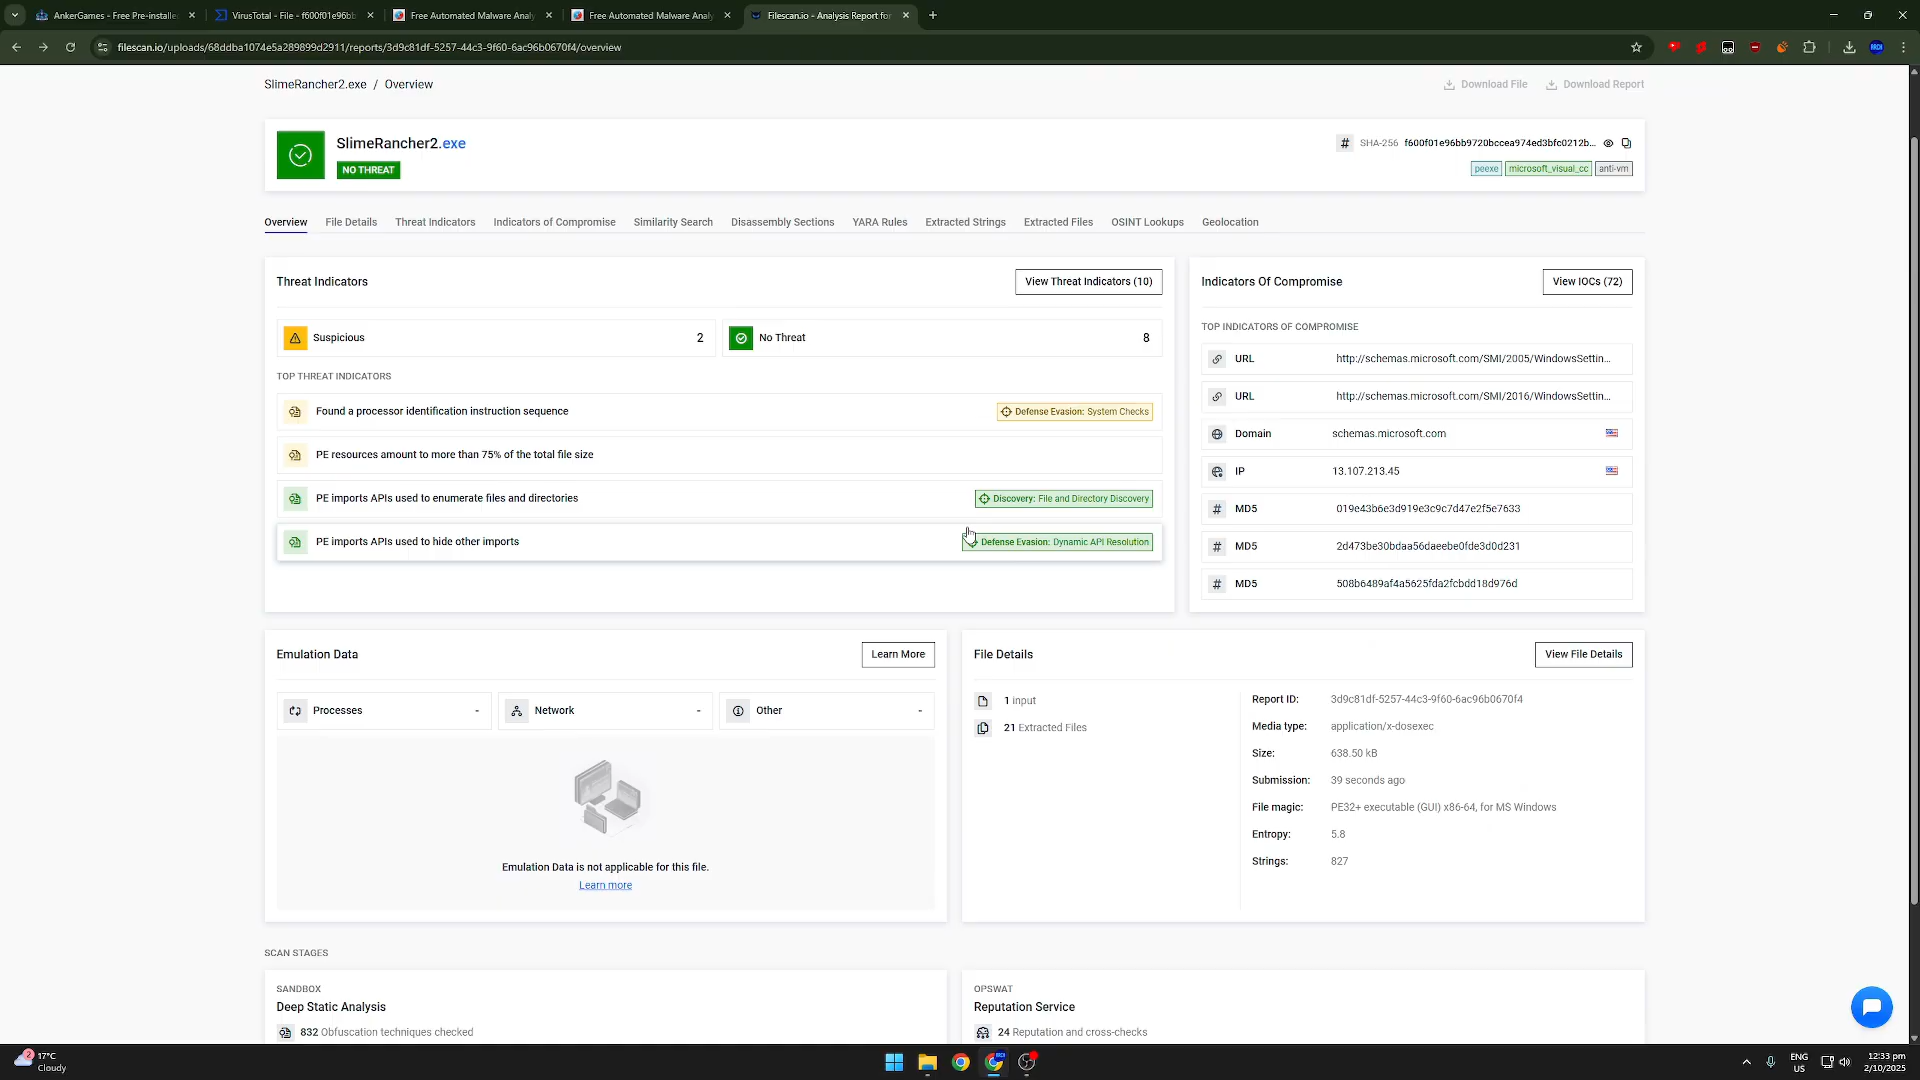 AnkerGames - Free Pre-installe
VirusTotal - File - f600f01e96bb
Free Automated Malware Analy
Free Automated Malware Analy
Filescan.io - Analysis Report for
filescan.io/uploads/68ddba1074e5a289899d2911/reports/3d9c81df-5257-44c3-9f60-6ac96b0670f4/overview
SlimeRancher2.exe / Overview
Download File
Download Report
SlimeRancher2.exe
NO THREAT
# SHA-256 f600f01e96bb9720bccea974ed3bfc0212b...
peexe microsoft_visual_cc anti-vm
Overview File Details Threat Indicators Indicators of Compromise Similarity Search Disassembly Sections YARA Rules Extracted Strings Extracted Files OSINT Lookups Geolocation
Threat Indicators
View Threat Indicators (10)
Suspicious 2
No Threat 8
TOP THREAT INDICATORS
Found a processor identification instruction sequence
Defense Evasion: System Checks
PE resources amount to more than 75% of the total file size
PE imports APIs used to enumerate files and directories
Discovery: File and Directory Discovery
PE imports APIs used to hide other imports
Defense Evasion: Dynamic API Resolution
Indicators Of Compromise
View IOCs (72)
TOP INDICATORS OF COMPROMISE
URL http://schemas.microsoft.com/SMI/2005/WindowsSettin...
URL http://schemas.microsoft.com/SMI/2016/WindowsSettin...
Domain schemas.microsoft.com
IP 13.107.213.45
# MD5 019e43b6e3d919e3c9c7d47e2f5e7633
# MD5 2d473be30bdaa56daeebe0fde3d0d231
# MD5 508b6489af4a5625fda2fcbdd18d976d
Emulation Data
Learn More
Processes -
Network -
Other -
Emulation Data is not applicable for this file.
Learn more
File Details
View File Details
1 input
21 Extracted Files
Report ID: 3d9c81df-5257-44c3-9f60-6ac96b0670f4
Media type: application/x-dosexec
Size: 638.50 kB
Submission: 39 seconds ago
File magic: PE32+ executable (GUI) x86-64, for MS Windows
Entropy: 5.8
Strings: 827
SCAN STAGES
SANDBOX
Deep Static Analysis
832 Obfuscation techniques checked
OPSWAT
Reputation Service
24 Reputation and cross-checks
2
17°C
Cloudy
ENG
US
12:33 pm
2/10/2025